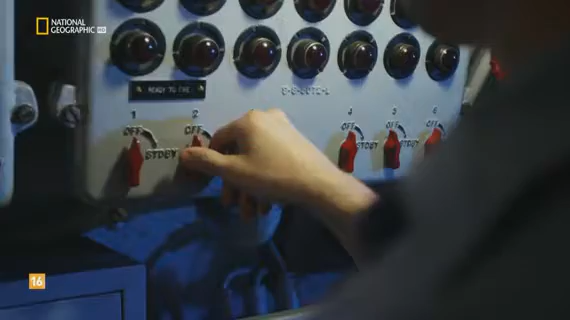 NATIONAL
GEOGRAPHIC HD
READY TO FIRE
1 2 4 5 6
OFF OFF OFF OFF OFF
STDBY STDBY
16